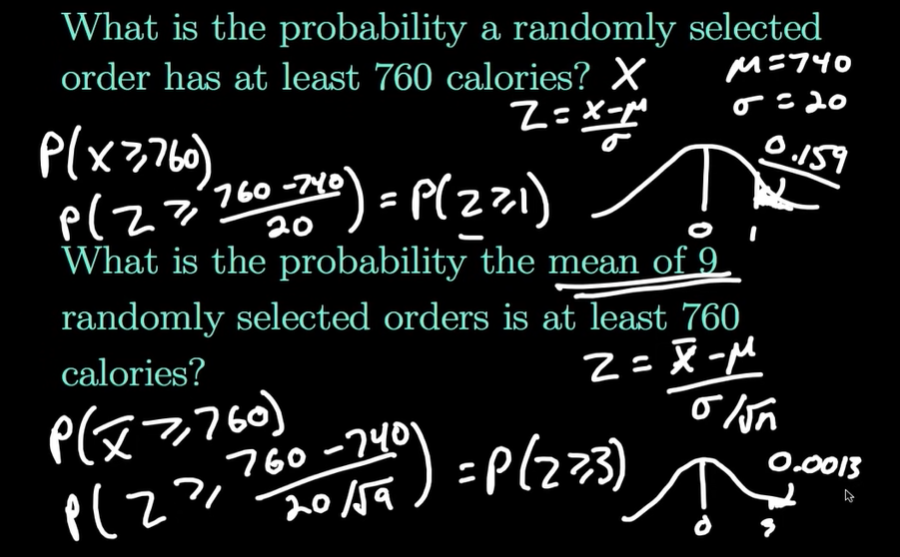 What is the probability a randomly selected
order has at least 760 calories? X
μ=740
σ=20
Z = x-μ/σ
P(x≥760)
P(Z ≥ 760-740/20) = P(Z≥1)
0.159
0 1
What is the probability the mean of 9
randomly selected orders is at least 760
calories?
Z = x̄-μ/σ/√n
P(x̄≥760)
P(Z ≥ 760-740/20/√9) = P(Z≥3)
0.0013
0 3